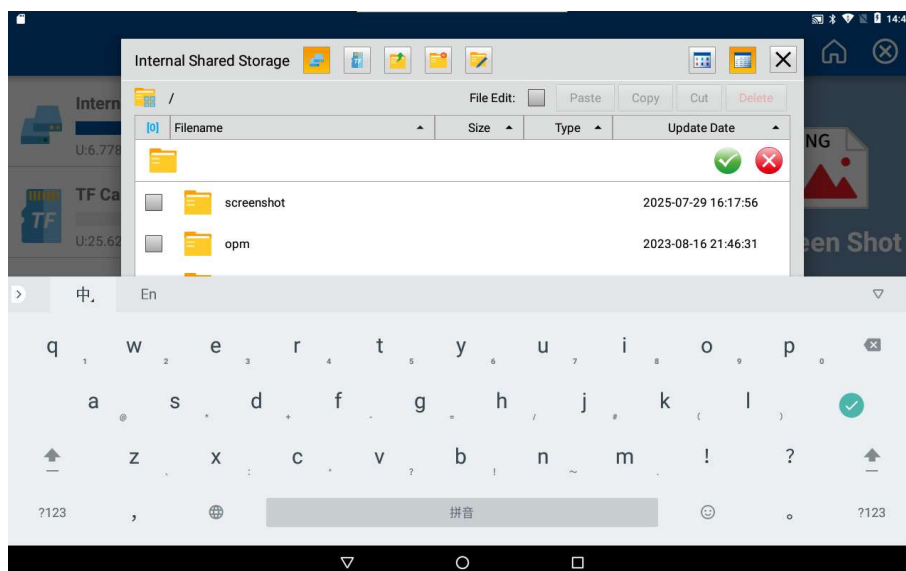 14:4
Internal Shared Storage
/
File Edit:
Paste
Copy
Cut
Delete
[0]
Filename
Size
Type
Update Date
Intern
U:6.778
TF Ca
TF
U:25.62
NG
een Shot
screenshot
2025-07-29 16:17:56
opm
2023-08-16 21:46:31
中
En
q 1 w 2 e 3 r 4 t 5 y 6 u 7 i 8 o 9 p 0
a @ s * d + f - g = h / j # k ( l )
z x : c v ? b ! n ~ m ! ?
?123 , 拼音 。 ?123